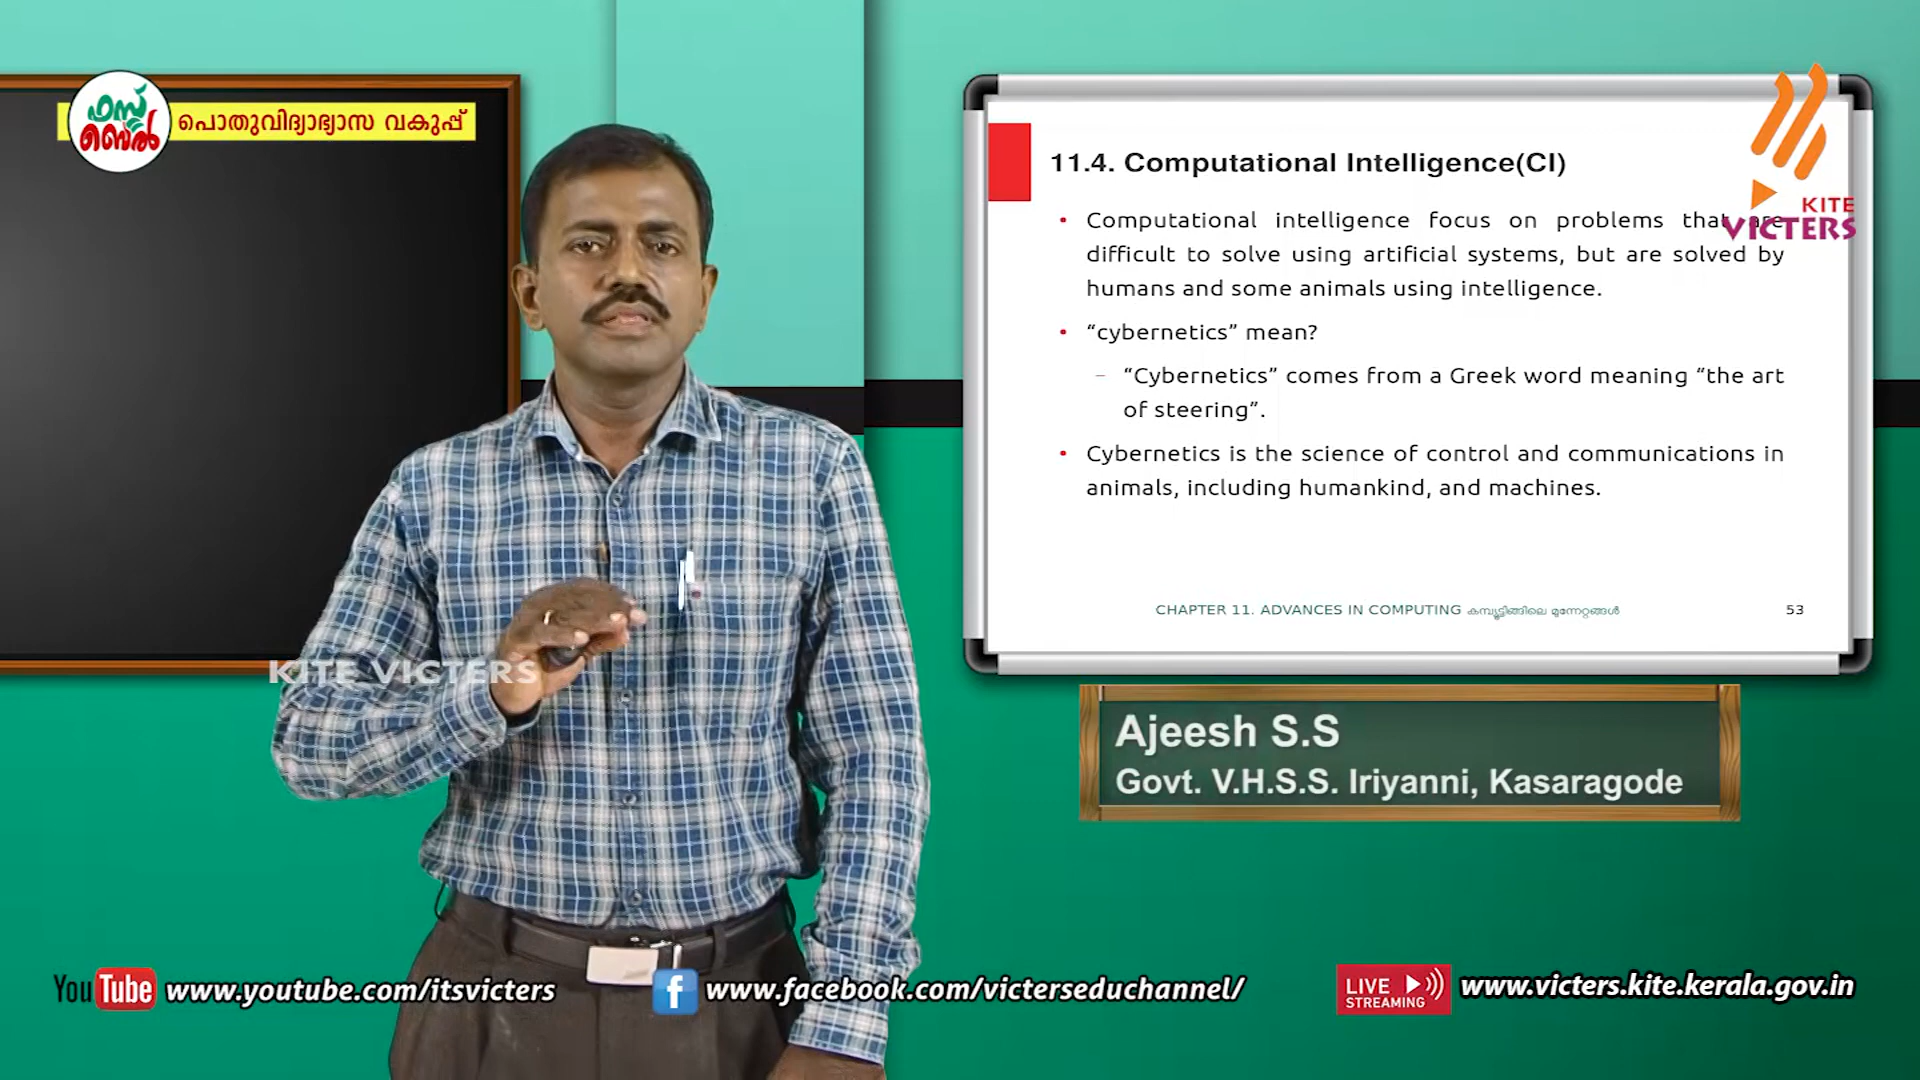 ഫസ്റ്റ്
ബെൽ
പൊതുവിദ്യാഭ്യാസ വകുപ്പ്
KITE
VICTERS
11.4. Computational Intelligence(CI)
• Computational intelligence focus on problems that are
difficult to solve using artificial systems, but are solved by
humans and some animals using intelligence.
• “cybernetics” mean?
– “Cybernetics” comes from a Greek word meaning “the art
of steering”.
• Cybernetics is the science of control and communications in
animals, including humankind, and machines.
CHAPTER 11. ADVANCES IN COMPUTING കമ്പ്യൂട്ടിങ്ങിലെ മുന്നേറ്റങ്ങൾ 53
KITE VICTERS
Ajeesh S.S
Govt. V.H.S.S. Iriyanni, Kasaragode
YouTube www.youtube.com/itsvicters
f www.facebook.com/victerseduchannel/
LIVE
STREAMING
www.victers.kite.kerala.gov.in